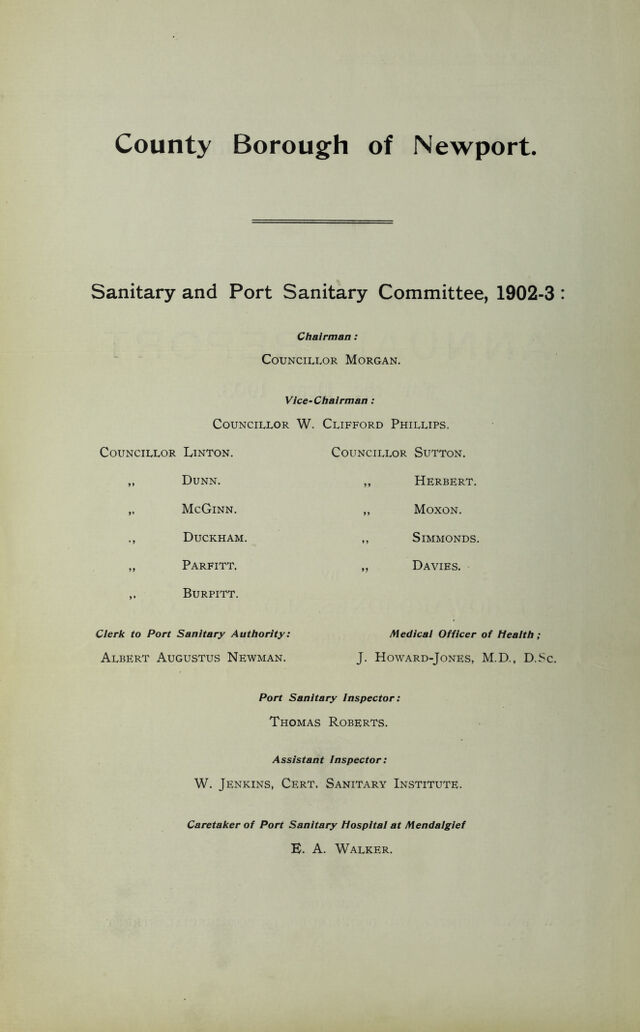 County Borough of Newport.
Sanitary and Port Sanitary Committee, 1902-3 :
Chairman :
Councillor Morgan.
Vice-Chairman :
Councillor W. Clifford Phillips.
Councillor Linton. Councillor Sutton.
„ Dunn. „ Herbert.
„ McGinn. „ Moxon.
„ Duckham. „ Simmonds.
„ Parfitt. „ Davies.
„ Burpitt.
Clerk to Port Sanitary Authority: Medical Officer of Health ;
Albert Augustus Newman. J. Howard-Jones, M.D., D.Sc.
Port Sanitary Inspector:
Thomas Roberts.
Assistant Inspector:
W. Jenkins, Cert. Sanitary Institute.
Caretaker of Port Sanitary Hospital at Mendalgief
E. A. Walker.